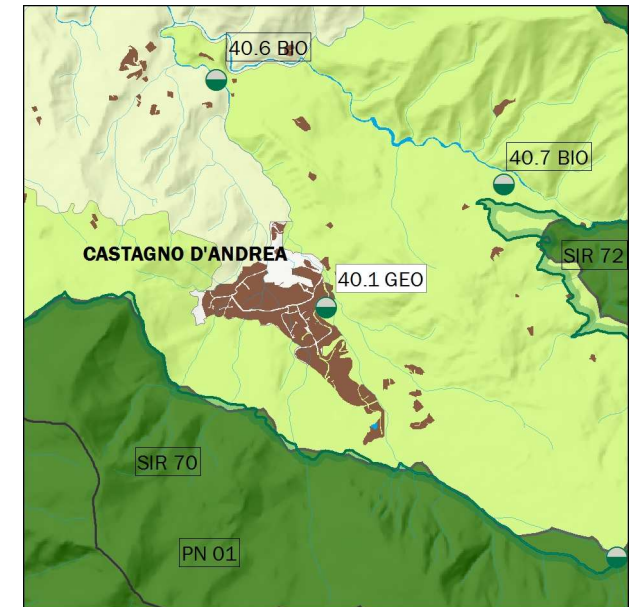 40.6 BIO
40.7 BIO
CASTAGNO D'ANDREA
SIR 72
40.1 GEO
SIR 70
PN 01